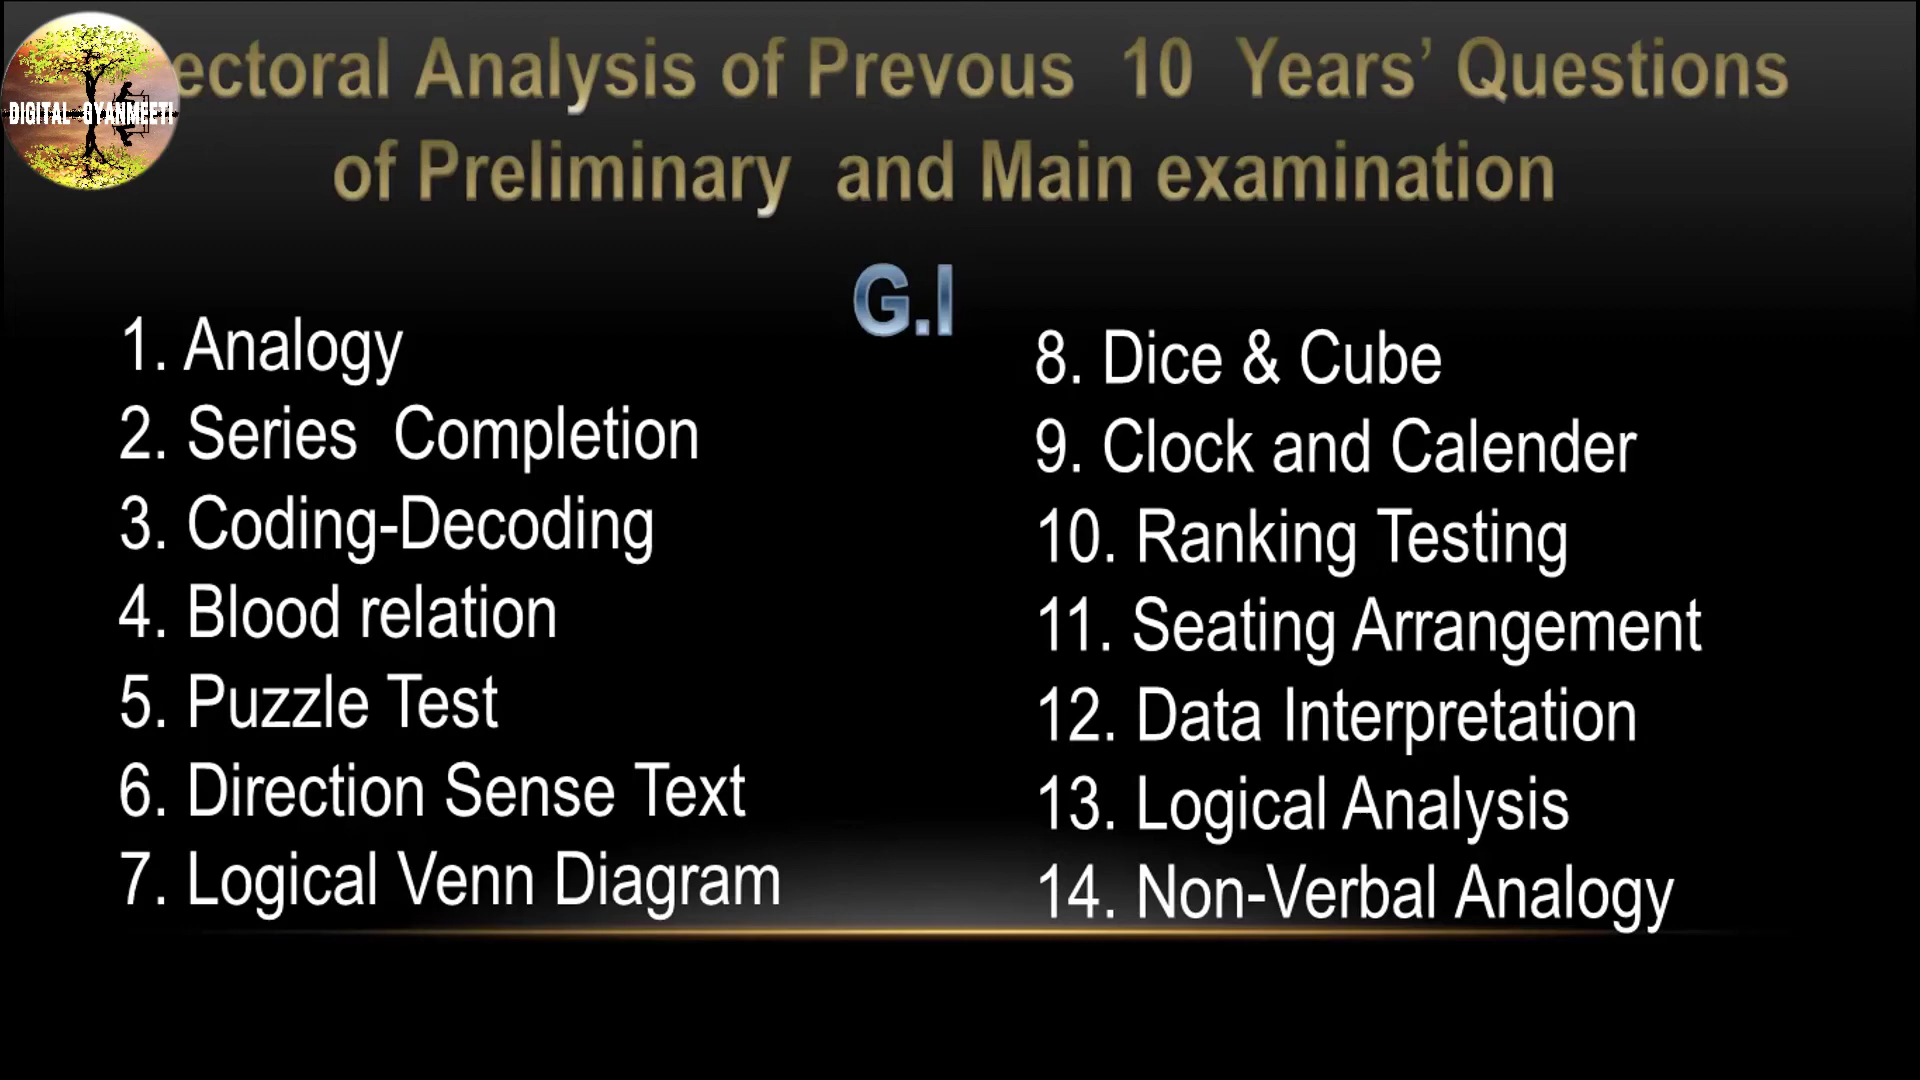 DIGITAL GYANMEETI
ectoral Analysis of Prevous 10 Years’ Questions
of Preliminary and Main examination
G.I
1. Analogy
2. Series Completion
3. Coding-Decoding
4. Blood relation
5. Puzzle Test
6. Direction Sense Text
7. Logical Venn Diagram
8. Dice & Cube
9. Clock and Calender
10. Ranking Testing
11. Seating Arrangement
12. Data Interpretation
13. Logical Analysis
14. Non-Verbal Analogy